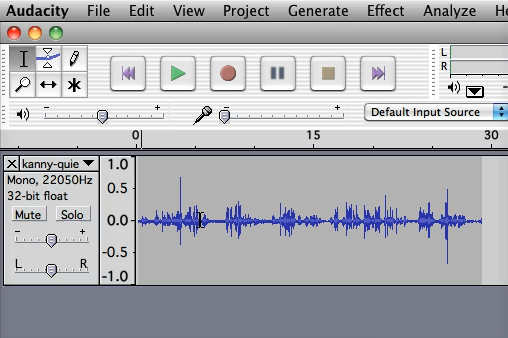 Audacity File Edit View Project Generate Effect Analyze He
L
R
- + - + Default Input Source
0 15 30
X kanny-quie 1.0
Mono, 22050Hz
32-bit float 0.5
Mute Solo 0.0
- +
-0.5
L R
-1.0